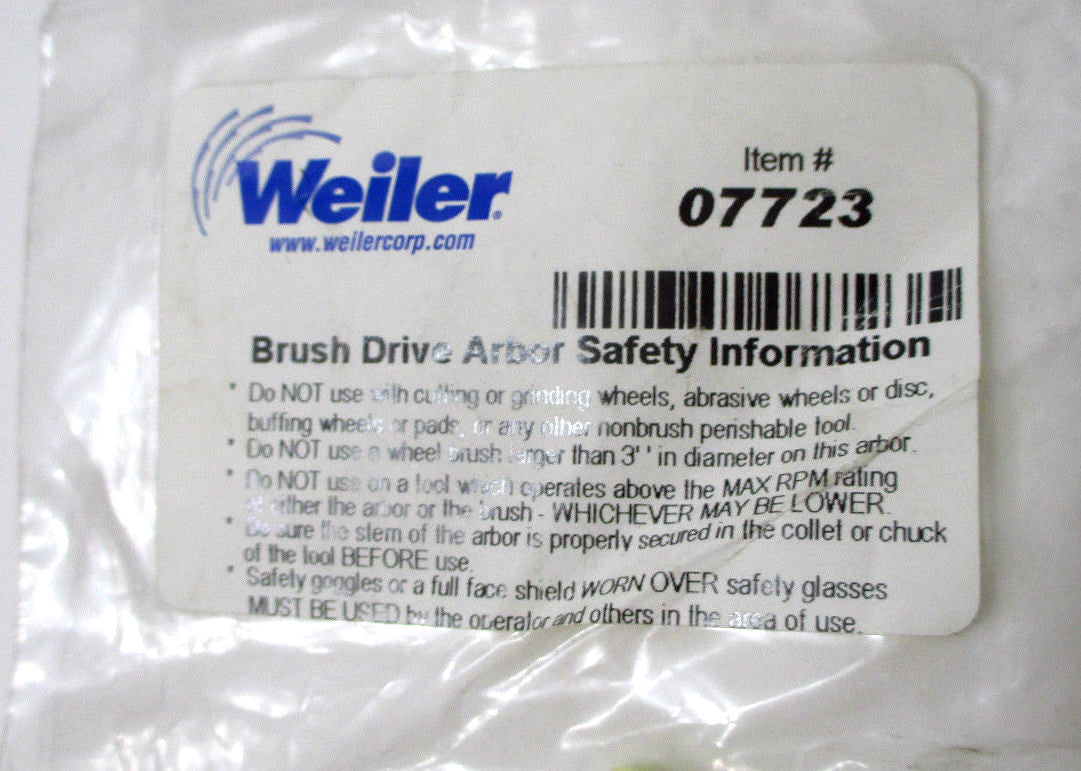 Weiler
www.weilercorp.com
Item #
07723
Brush Drive Arbor Safety Information
* Do NOT use with cutting or grinding wheels, abrasive wheels or disc,
buffing wheels or pads, or any other nonbrush perishable tool.
* Do NOT use a wheel brush larger than 3'' in diameter on this arbor.
* Do NOT use on a tool which operates above the MAX RPM rating
of either the arbor or the brush - WHICHEVER MAY BE LOWER.
* Be sure the stem of the arbor is properly secured in the collet or chuck
of the tool BEFORE use.
* Safety goggles or a full face shield WORN OVER safety glasses
MUST BE USED by the operator and others in the area of use.